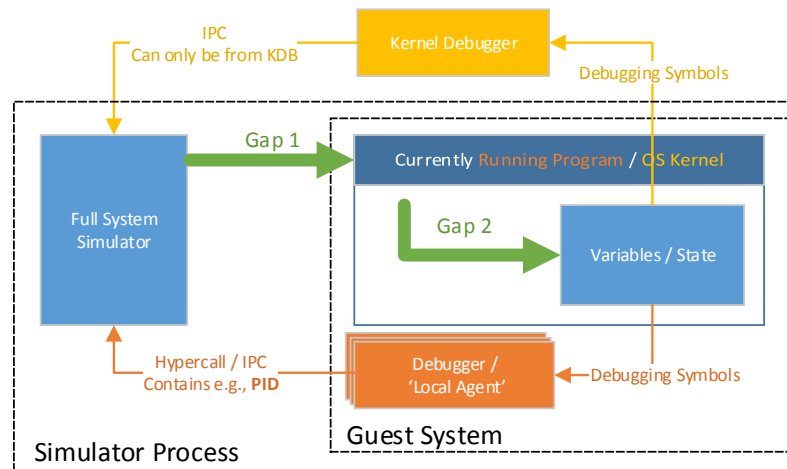 IPC
Can only be from KDB
Kernel Debugger
Debugging Symbols
Gap 1
Currently Running Program / OS Kernel
Full System
Simulator
Gap 2
Variables / State
Hypercall / IPC
Contains e.g., PID
Debugger /
‘Local Agent’
Debugging Symbols
Guest System
Simulator Process